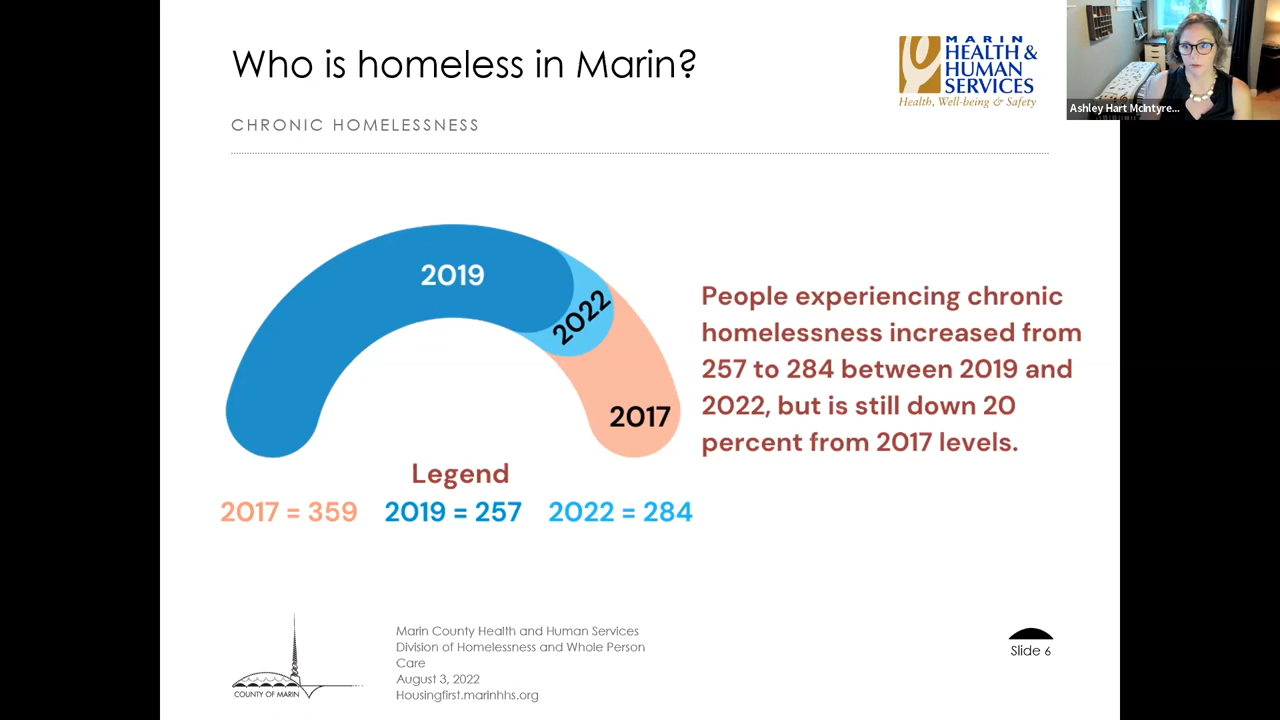 Who is homeless in Marin?
CHRONIC HOMELESSNESS
MARIN
HEALTH &
HUMAN
SERVICES
Health, Well-being & Safety
Ashley Hart McIntyre...
2019
2022
2017
People experiencing chronic
homelessness increased from
257 to 284 between 2019 and
2022, but is still down 20
percent from 2017 levels.
Legend
2017 = 359 2019 = 257 2022 = 284
COUNTY OF MARIN
Marin County Health and Human Services
Division of Homelessness and Whole Person
Care
August 3, 2022
Housingfirst.marinhhs.org
Slide 6